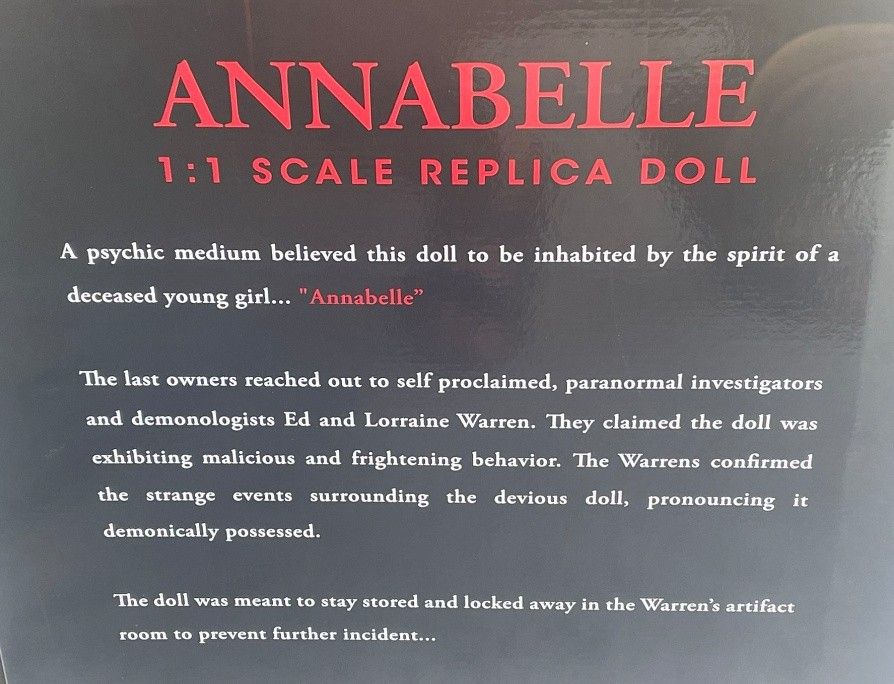 ANNABELLE
1:1 SCALE REPLICA DOLL
A psychic medium believed this doll to be inhabited by the spirit of a
deceased young girl... "Annabelle”
The last owners reached out to self proclaimed, paranormal investigators
and demonologists Ed and Lorraine Warren. They claimed the doll was
exhibiting malicious and frightening behavior. The Warrens confirmed
the strange events surrounding the devious doll, pronouncing it
demonically possessed.
The doll was meant to stay stored and locked away in the Warren’s artifact
room to prevent further incident...